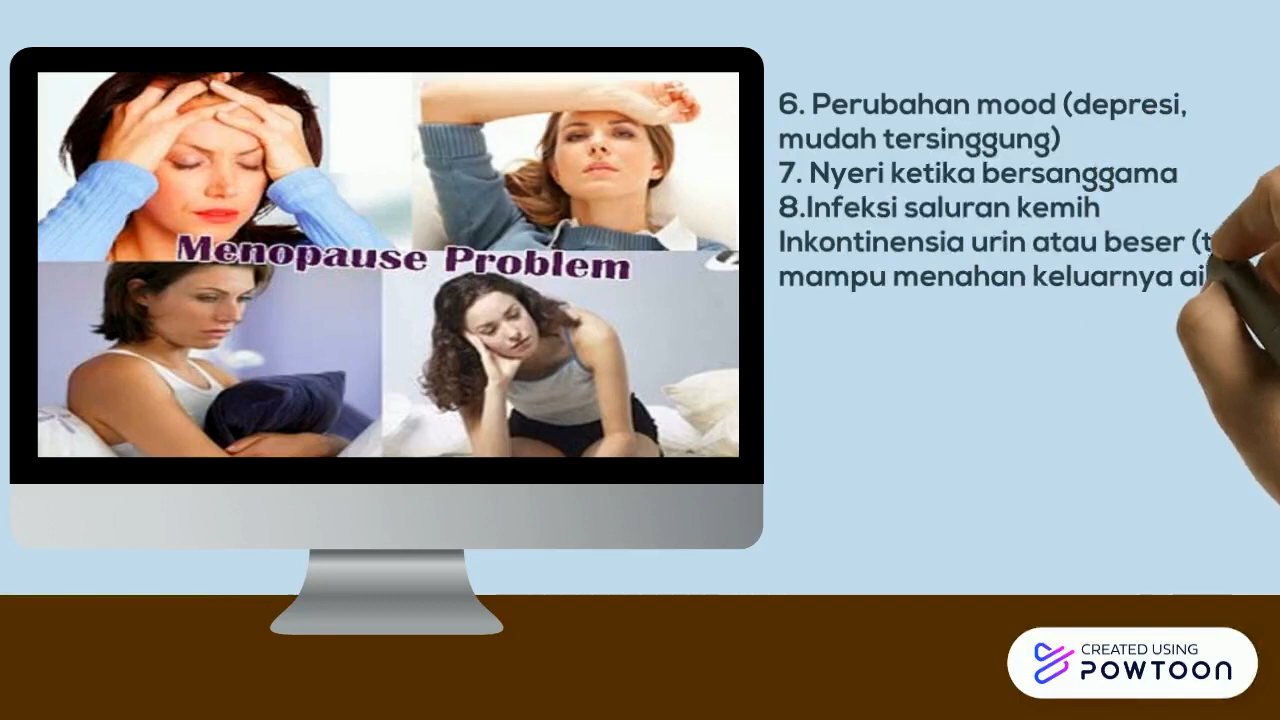 Menopause Problem
6. Perubahan mood (depresi,
mudah tersinggung)
7. Nyeri ketika bersanggama
8.Infeksi saluran kemih
Inkontinensia urin atau beser
mampu menahan keluarnya
CREATED USING
POWTOON